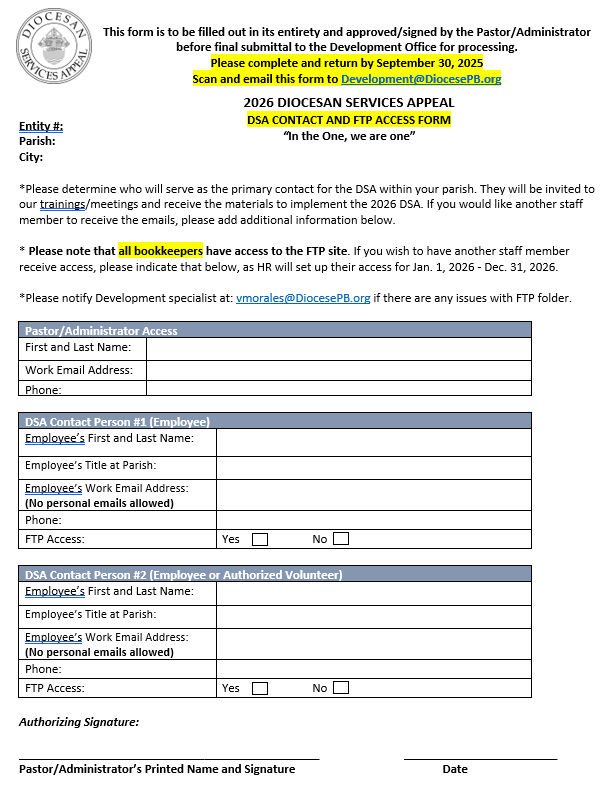 DIOCESAN
SERVICES APPEAL
This form is to be filled out in its entirety and approved/signed by the Pastor/Administrator
before final submittal to the Development Office for processing.
Please complete and return by September 30, 2025
Scan and email this form to Development@DiocesePB.org
2026 DIOCESAN SERVICES APPEAL
DSA CONTACT AND FTP ACCESS FORM
“In the One, we are one”
Entity #:
Parish:
City:
*Please determine who will serve as the primary contact for the DSA within your parish. They will be invited to
our trainings/meetings and receive the materials to implement the 2026 DSA. If you would like another staff
member to receive the emails, please add additional information below.
* Please note that all bookkeepers have access to the FTP site. If you wish to have another staff member
receive access, please indicate that below, as HR will set up their access for Jan. 1, 2026 - Dec. 31, 2026.
*Please notify Development specialist at: vmorales@DiocesePB.org if there are any issues with FTP folder.
Pastor/Administrator Access
First and Last Name:
Work Email Address:
Phone:
DSA Contact Person #1 (Employee)
Employee’s First and Last Name:
Employee’s Title at Parish:
Employee’s Work Email Address:
(No personal emails allowed)
Phone:
FTP Access: Yes No
DSA Contact Person #2 (Employee or Authorized Volunteer)
Employee’s First and Last Name:
Employee’s Title at Parish:
Employee’s Work Email Address:
(No personal emails allowed)
Phone:
FTP Access: Yes No
Authorizing Signature:
Pastor/Administrator’s Printed Name and Signature Date